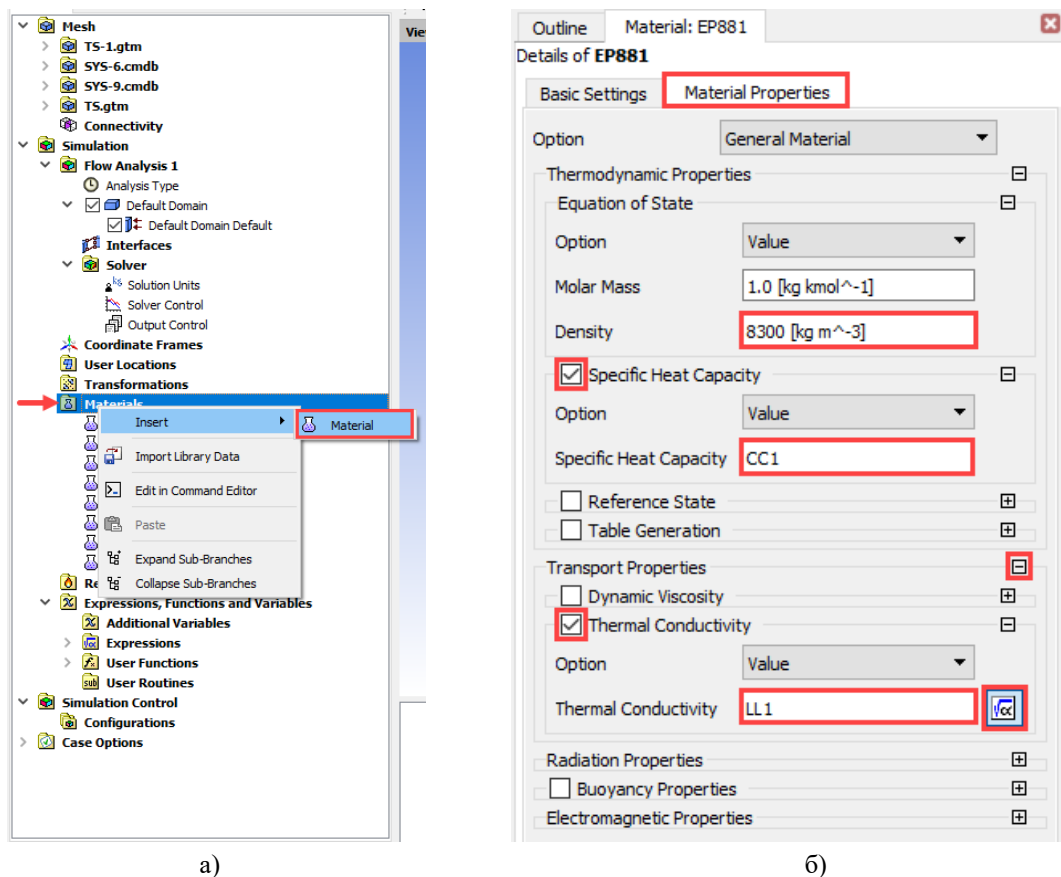 Mesh
TS-1.gtm
SYS-6.cmdb
SYS-9.cmdb
TS.gtm
Connectivity
Simulation
Flow Analysis 1
Analysis Type
Default Domain
Default Domain Default
Interfaces
Solver
Solution Units
Solver Control
Output Control
Coordinate Frames
User Locations
Transformations
Materials
Insert
Material
Import Library Data
Edit in Command Editor
Paste
Expand Sub-Branches
Collapse Sub-Branches
Re
Expressions, Functions and Variables
Additional Variables
Expressions
User Functions
User Routines
Simulation Control
Configurations
Case Options
а)
Outline Material: EP881
Details of EP881
Basic Settings Material Properties
Option General Material
Thermodynamic Properties
Equation of State
Option Value
Molar Mass 1.0 [kg kmol^-1]
Density 8300 [kg m^-3]
Specific Heat Capacity
Option Value
Specific Heat Capacity CC1
Reference State
Table Generation
Transport Properties
Dynamic Viscosity
Thermal Conductivity
Option Value
Thermal Conductivity LL1
Radiation Properties
Buoyancy Properties
Electromagnetic Properties
б)